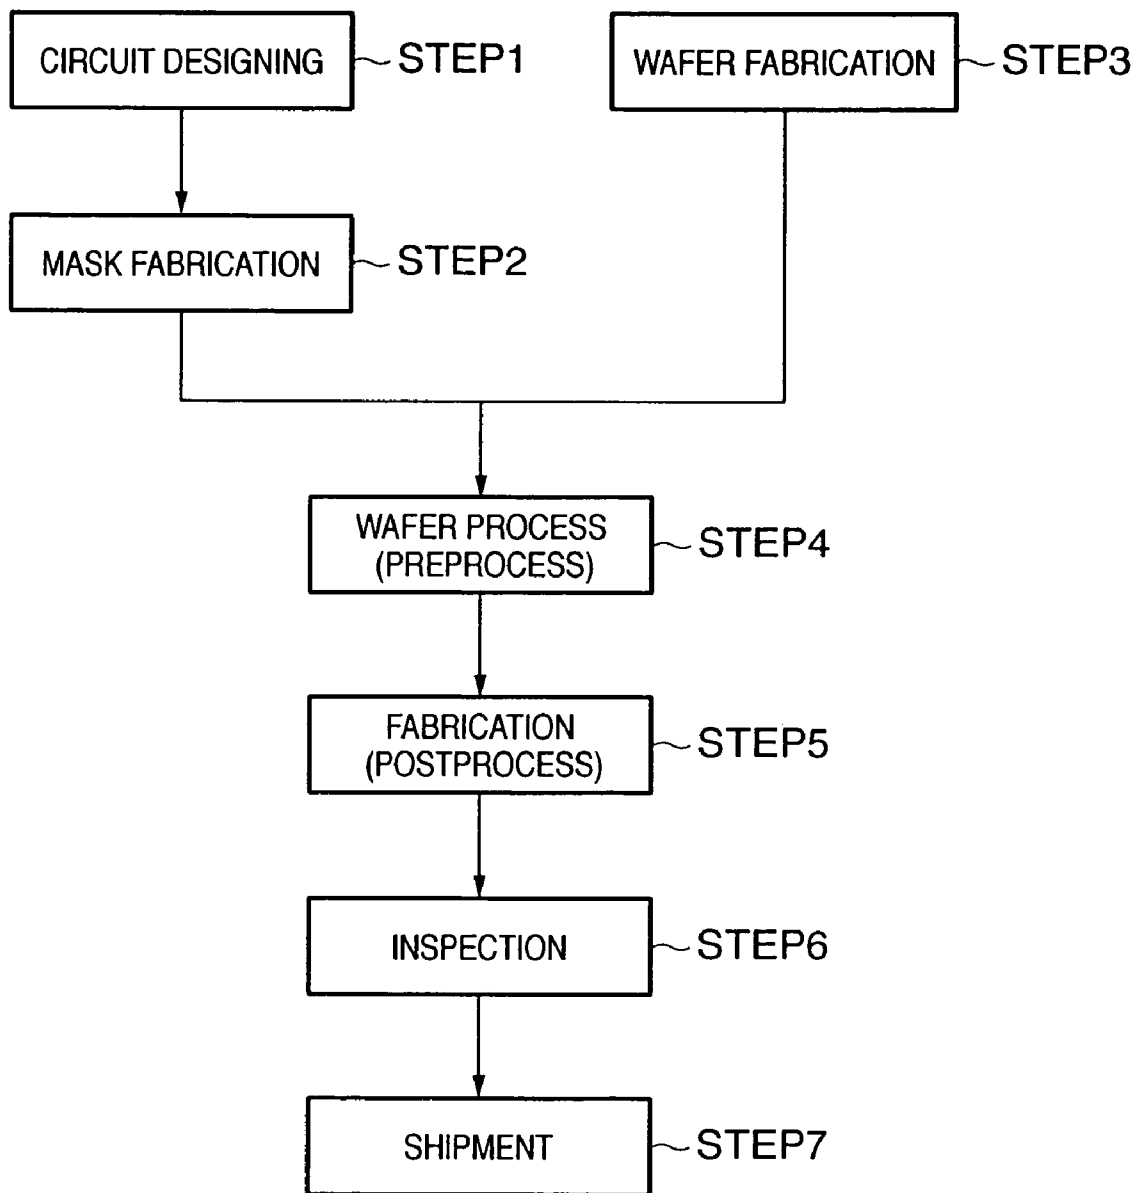 CIRCUIT DESIGNING
STEP1
WAFER FABRICATION
STEP3
MASK FABRICATION
STEP2
WAFER PROCESS
(PREPROCESS)
STEP4
FABRICATION
(POSTPROCESS)
STEP5
INSPECTION
STEP6
SHIPMENT
STEP7